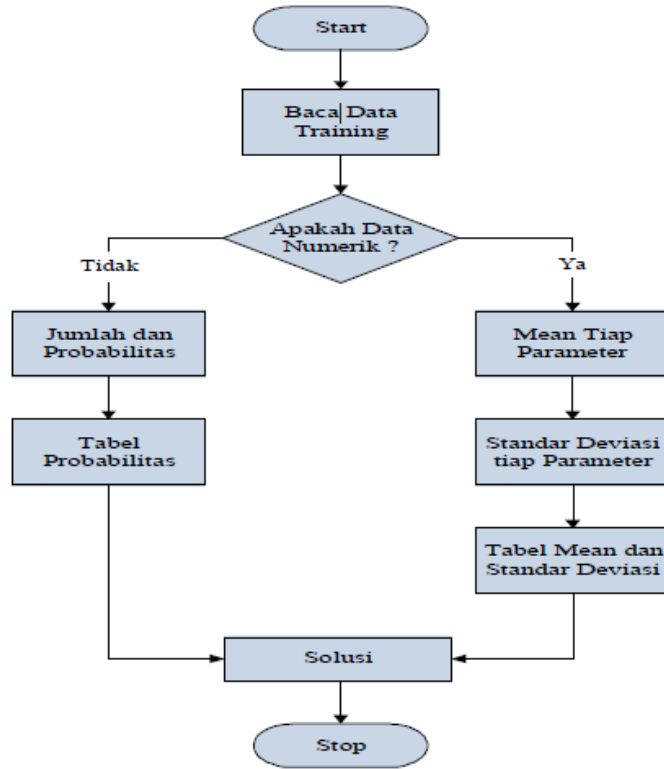 Start
Baca Data
Training
Apakah Data
Numerik ?
Tidak
Ya
Jumlah dan
Probabilitas
Mean Tiap
Parameter
Tabel
Probabilitas
Standar Deviasi
tiap Parameter
Tabel Mean dan
Standar Deviasi
Solusi
Stop